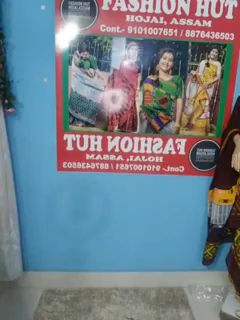 FASHION HUT
HOJAI, ASSAM
Cont.- 9101007651 / 8876436503
FASHION HUT
HOJAI, ASSAM
Cont.- 9101007651 / 8876436503